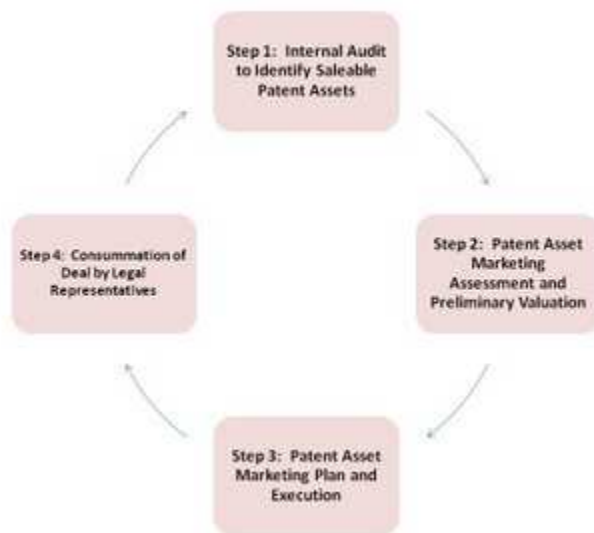 Step 1: Internal Audit
to Identify Saleable
Patent Assets
Step 2: Patent Asset
Marketing
Assessment and
Preliminary Valuation
Step 3: Patent Asset
Marketing Plan and
Execution
Step 4: Consummation of
Deal by Legal
Representatives